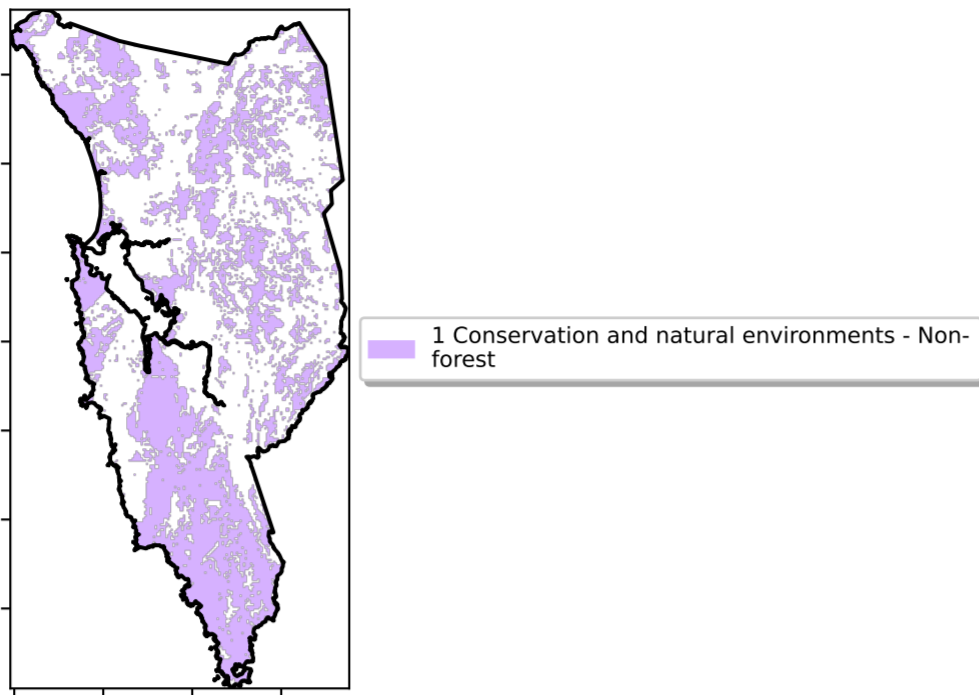 1 Conservation and natural environments - Non-
forest